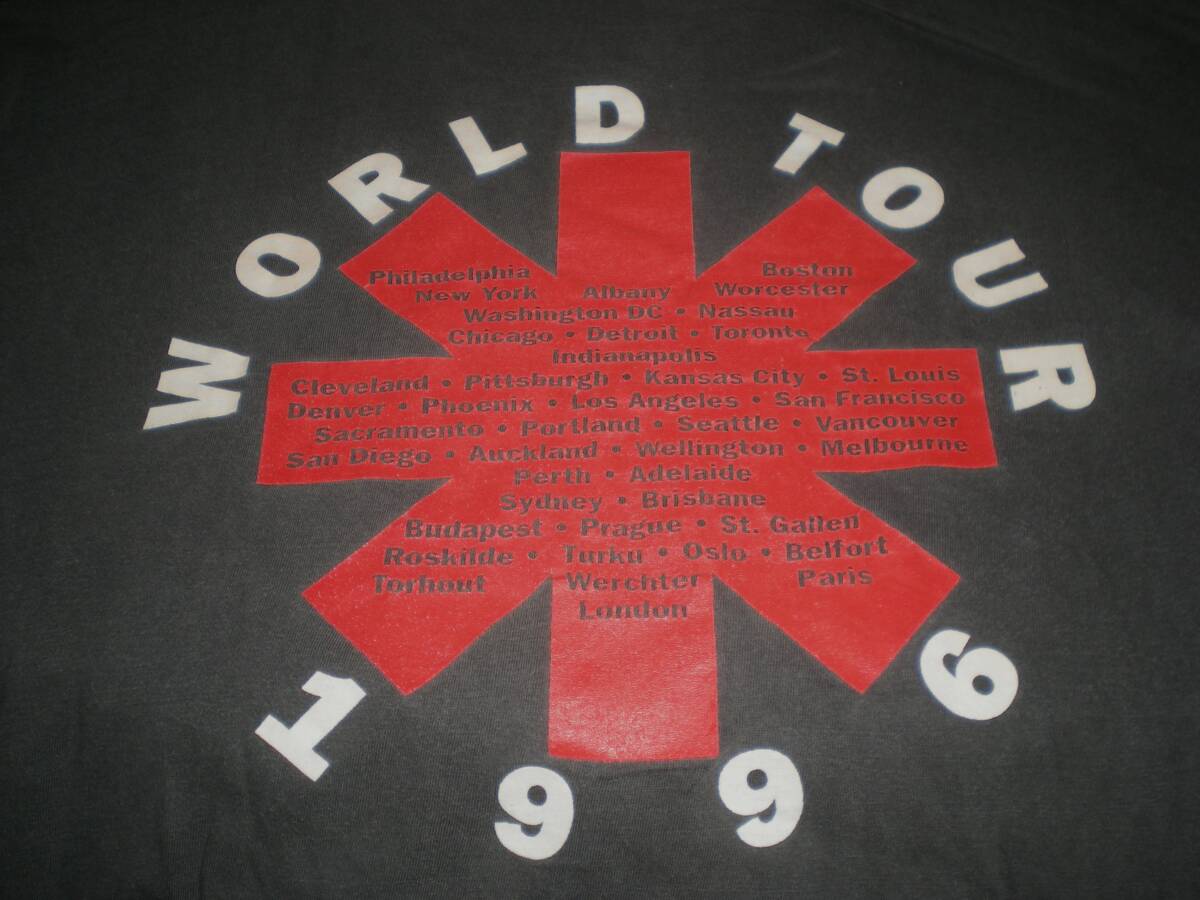 WORLD TOUR
Philadelphia Boston
New York Albany Worcester
Washington DC • Nassau
Chicago • Detroit • Toronto
Indianapolis
Cleveland • Pittsburgh • Kansas City • St. Louis
Denver • Phoenix • Los Angeles • San Francisco
Sacramento • Portland • Seattle • Vancouver
San Diego • Auckland • Wellington • Melbourne
Perth • Adelaide
Sydney • Brisbane
Budapest • Prague • St. Gallen
Roskilde • Turku • Oslo • Belfort
Torhout Werchter Paris
London
1996